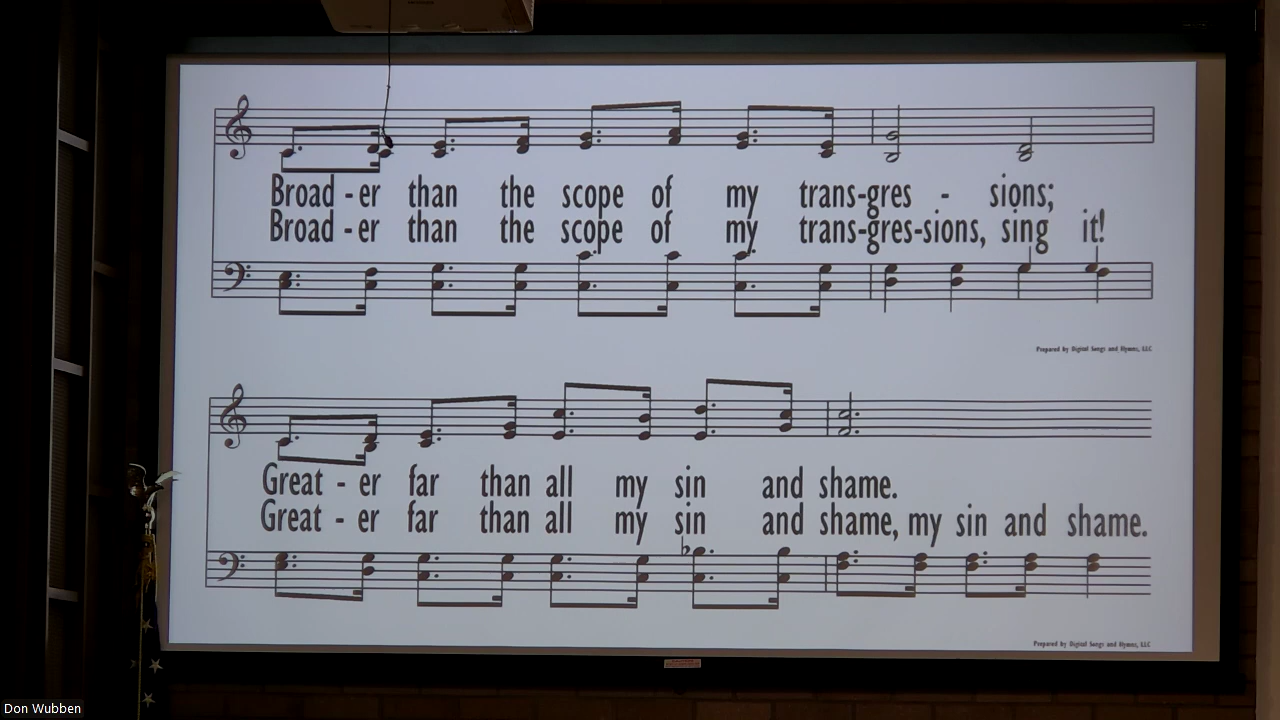 Broad - er than the scope of my trans-gres - sions;
Broad - er than the scope of my trans-gres-sions, sing it!
Prepared by Digital Songs and Hymns, LLC
Great - er far than all my sin and shame.
Great - er far than all my sin and shame, my sin and shame.
Prepared by Digital Songs and Hymns, LLC
Don Wubben